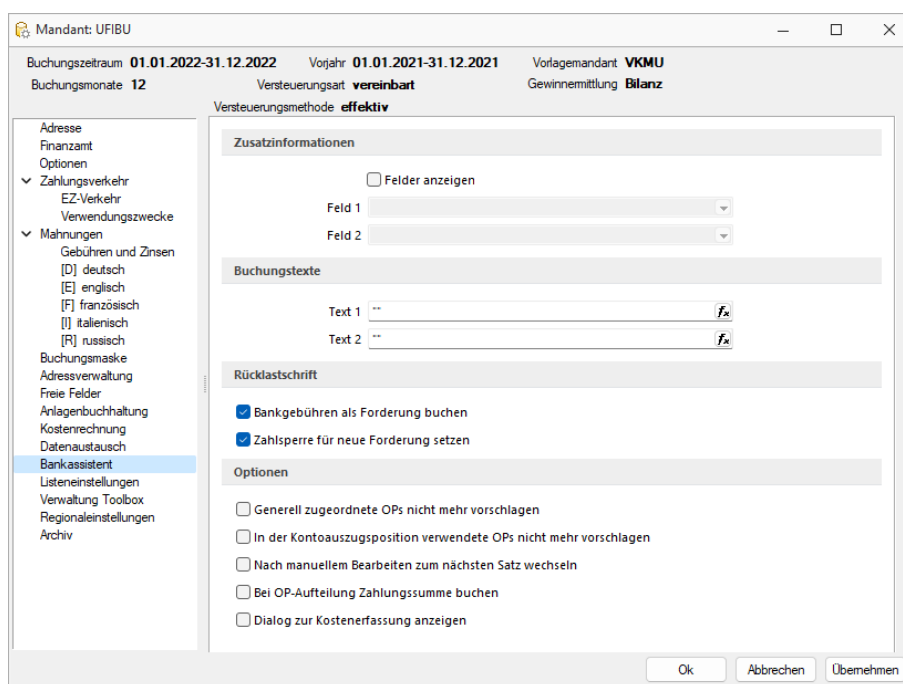 Mandant: UFIBU
Buchungszeitraum 01.01.2022-31.12.2022 Vorjahr 01.01.2021-31.12.2021 Vorlagemandant VKMU
Buchungsmonate 12 Versteuerungsart vereinbart Gewinnermittlung Bilanz
Versteuerungsmethode effektiv
Adresse
Finanzamt
Optionen
Zahlungsverkehr
EZ-Verkehr
Verwendungszwecke
Mahnungen
Gebühren und Zinsen
[D] deutsch
[E] englisch
[F] französisch
[I] italienisch
[R] russisch
Buchungsmaske
Adressverwaltung
Freie Felder
Anlagenbuchhaltung
Kostenrechnung
Datenaustausch
Bankassistent
Listeneinstellungen
Verwaltung Toolbox
Regionaleinstellungen
Archiv
Zusatzinformationen
Felder anzeigen
Feld 1
Feld 2
Buchungstexte
Text 1 "" fx
Text 2 "" fx
Rücklastschrift
Bankgebühren als Forderung buchen
Zahlsperre für neue Forderung setzen
Optionen
Generell zugeordnete OPs nicht mehr vorschlagen
In der Kontoauszugsposition verwendete OPs nicht mehr vorschlagen
Nach manuellem Bearbeiten zum nächsten Satz wechseln
Bei OP-Aufteilung Zahlungssumme buchen
Dialog zur Kostenerfassung anzeigen
Ok Abbrechen Übernehmen